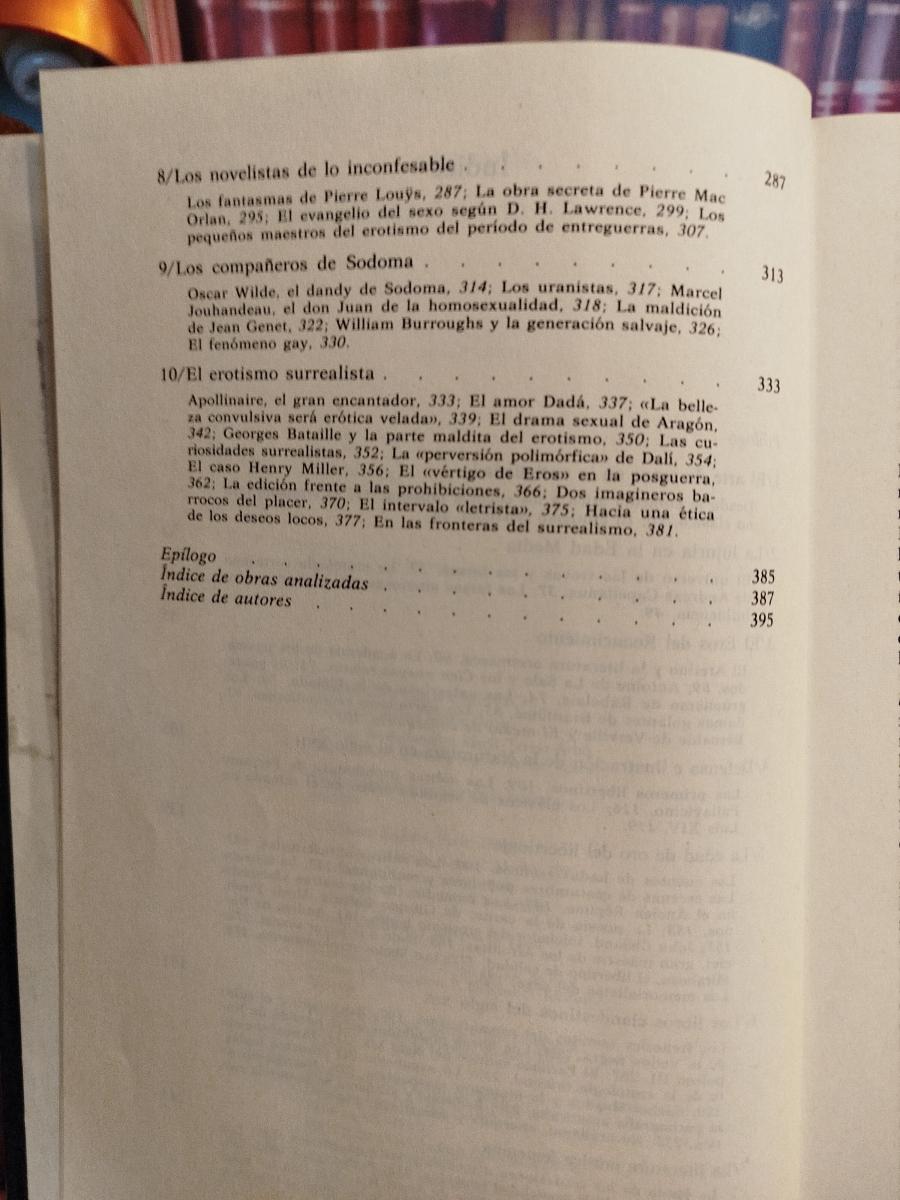 8/Los novelistas de lo inconfesable . . . . . . . 287
Los fantasmas de Pierre Louÿs, 287; La obra secreta de Pierre Mac
Orlan, 295; El evangelio del sexo según D. H. Lawrence, 299; Los
pequeños maestros del erotismo del período de entreguerras, 307.
9/Los compañeros de Sodoma . . . . . . . . . 313
Oscar Wilde, el dandy de Sodoma, 314; Los uranistas, 317; Marcel
Jouhandeau, el don Juan de la homosexualidad, 318; La maldición
de Jean Genet, 322; William Burroughs y la generación salvaje, 326;
El fenómeno gay, 330.
10/El erotismo surrealista . . . . . . . . . . 333
Apollinaire, el gran encantador, 333; El amor Dadá, 337; «La belle-
za convulsiva será erótica velada», 339; El drama sexual de Aragón,
342; Georges Bataille y la parte maldita del erotismo, 350; Las cu-
riosidades surrealistas, 352; La «perversión polimórfica» de Dalí, 354;
El caso Henry Miller, 356; El «vértigo de Eros» en la posguerra,
362; La edición frente a las prohibiciones, 366; Dos imagineros ba-
rrocos del placer, 370; El intervalo «letrista», 375; Hacia una ética
de los deseos locos, 377; En las fronteras del surrealismo, 381.
Epílogo . . . . . . . . . . . . 385
Índice de obras analizadas . . . . . . . . . 387
Índice de autores . . . . . . . . . . 395